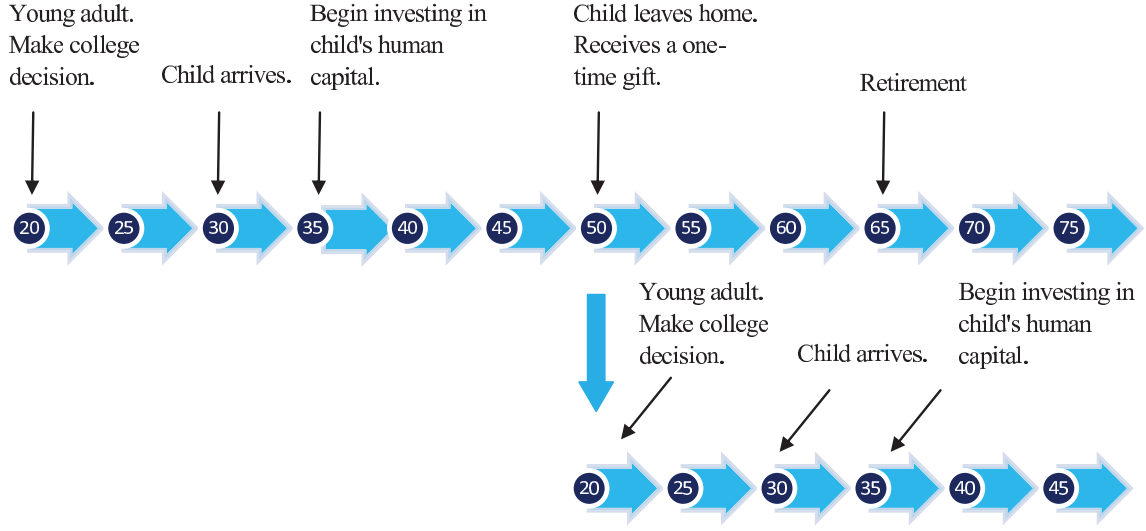 Young adult.
Make college
decision.
Child arrives.
Begin investing in
child's human
capital.
Child leaves home.
Receives a one-
time gift.
Retirement
20 25 30 35 40 45 50 55 60 65 70 75
Young adult.
Make college
decision.
Child arrives.
Begin investing in
child's human
capital.
20 25 30 35 40 45